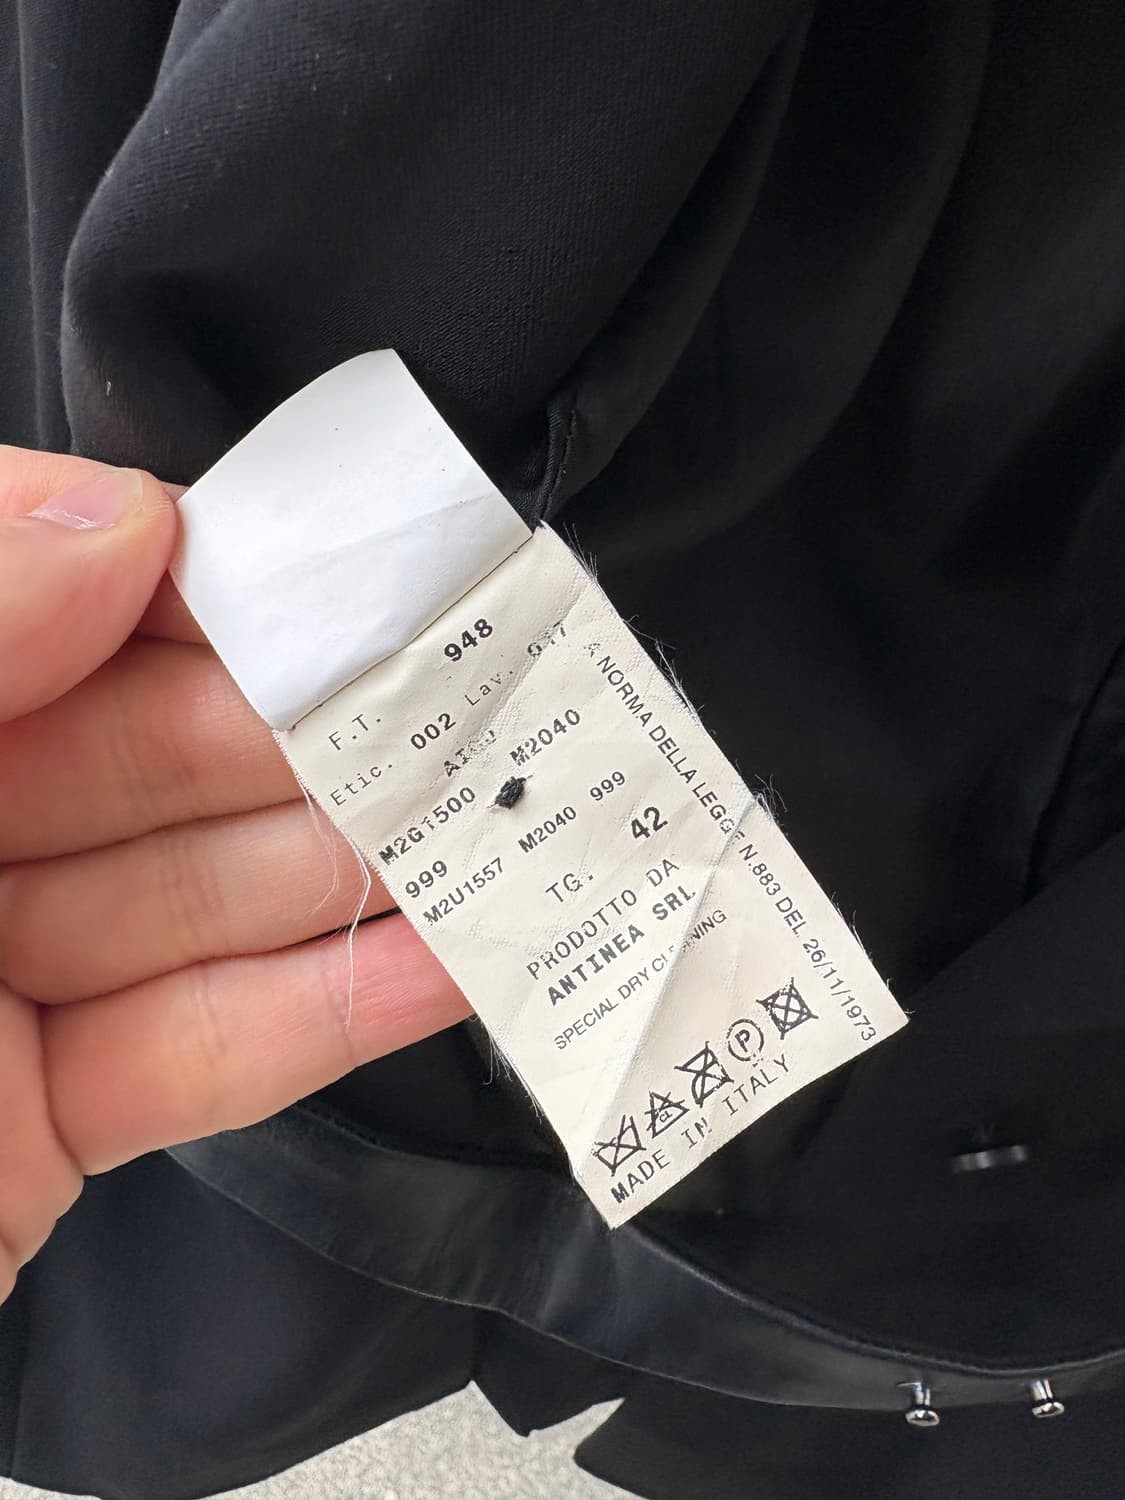 948
F.T. 002 Lav.
Etic. M2040
M2G1500
999 M2040 999
M2U1557
TG. 42
PRODOTTO DA
ANTINEA SRL
SPECIAL DRY CLEANING
CL
P
MADE IN ITALY
A NORMA DELLA LEGGE N.883 DEL 26/11/1973